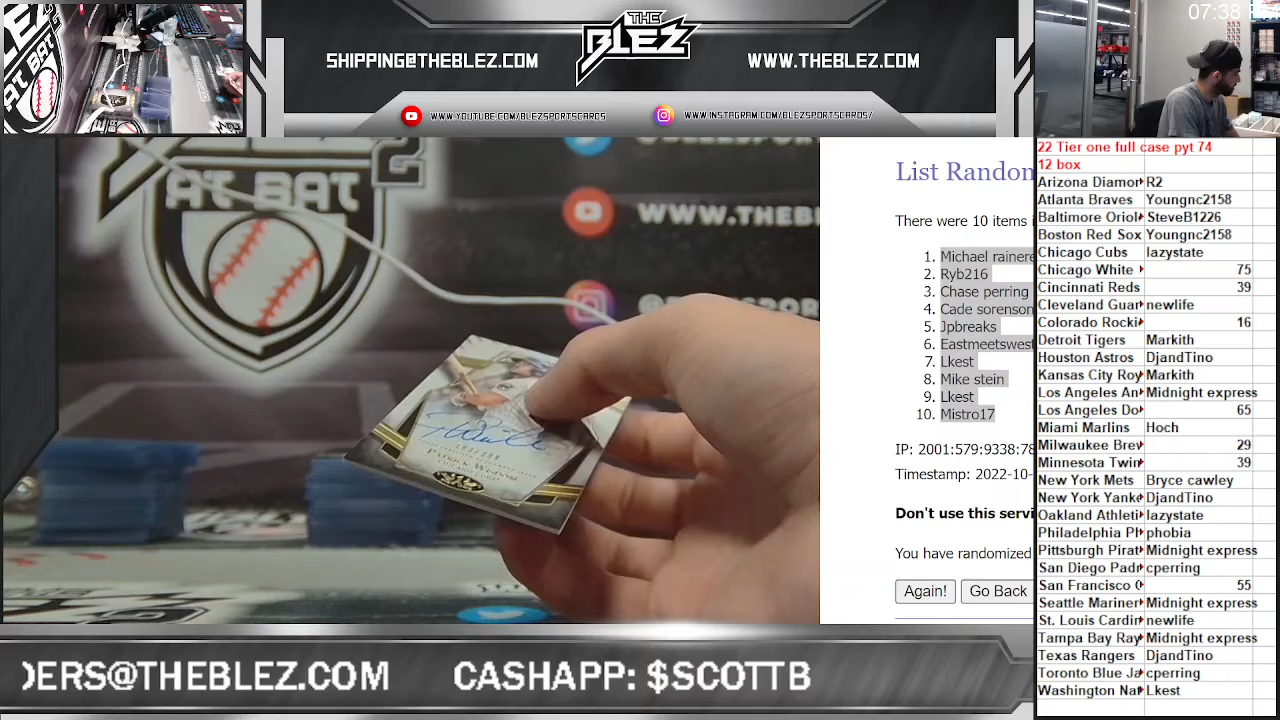 07:38
THE
BLEZ
SHIPPING@THEBLEZ.COM
WWW.THEBLEZ.COM
WWW.YOUTUBE.COM/BLEZSPORTSCARDS
WWW.INSTAGRAM.COM/BLEZSPORTSCARDS/
AT BAT
2
WWW.THEB
PATRICK WISDOM
List Randon
There were 10 items i
1. Michael rainere
2. Ryb216
3. Chase perring
4. Cade sorenson
5. Jpbreaks
6. Eastmeetswest
7. Lkest
8. Mike stein
9. Lkest
10. Mistro17
IP: 2001:579:9338:78
Timestamp: 2022-10-
Don't use this servi
You have randomized
Again! Go Back
22 Tier one full case pyt 74
12 box
Arizona Diamor R2
Atlanta Braves Youngnc2158
Baltimore Oriol SteveB1226
Boston Red Sox Youngnc2158
Chicago Cubs lazystate
Chicago White 75
Cincinnati Reds 39
Cleveland Guar newlife
Colorado Rocki 16
Detroit Tigers Markith
Houston Astros DjandTino
Kansas City Roy Markith
Los Angeles An Midnight express
Los Angeles Do 65
Miami Marlins Hoch
Milwaukee Brev 29
Minnesota Twin 39
New York Mets Bryce cawley
New York Yanke DjandTino
Oakland Athleti lazystate
Philadelphia Pl phobia
Pittsburgh Pirat Midnight express
San Diego Padr cperring
San Francisco G 55
Seattle Mariner Midnight express
St. Louis Cardin newlife
Tampa Bay Ray Midnight express
Texas Rangers DjandTino
Toronto Blue Ja cperring
Washington Nat Lkest
DERS@THEBLEZ.COM
CASHAPP: $SCOTTB